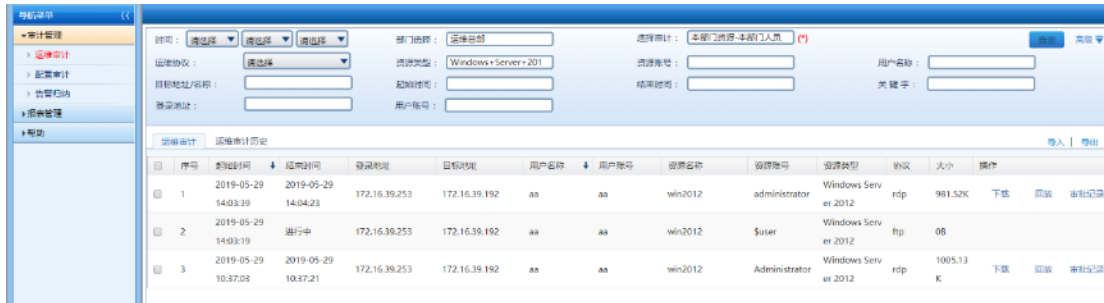 导航菜单 《
审计管理
运维审计
配置审计
告警归纳
报表管理
帮助
时间： 请选择 请选择 请选择 部门选择： 运维总部 选择审计： 本部门资源-本部门人员 (*) 查询 高级
运维协议： 请选择 资源类型： Windows+Server+201 资源账号： 用户名称：
目标地址/名称： 起始时间： 结束时间： 关键字：
登录地址： 用户账号：
运维审计 运维审计历史 导入 | 导出
序号 起始时间 结束时间 登录地址 目标地址 用户名称 用户账号 资源名称 资源账号 资源类型 协议 大小 操作
1 2019-05-29 14:03:39 2019-05-29 14:04:23 172.16.39.253 172.16.39.192 aa aa win2012 administrator Windows Server 2012 rdp 981.52K 下载 回放 审批记录
2 2019-05-29 14:03:19 进行中 172.16.39.253 172.16.39.192 aa aa win2012 $user Windows Server 2012 ftp 0B
3 2019-05-29 10:37:03 2019-05-29 10:37:21 172.16.39.253 172.16.39.192 aa aa win2012 Administrator Windows Server 2012 rdp 1005.13K 下载 回放 审批记录